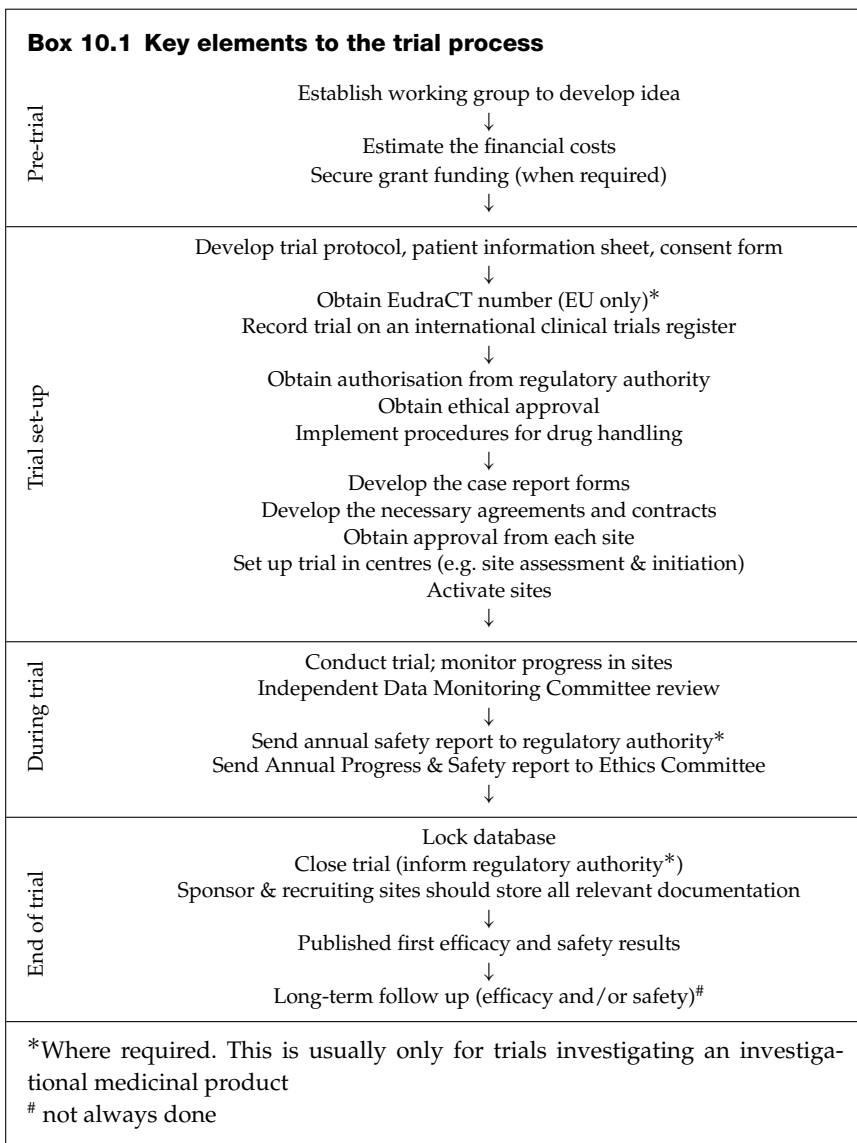 Box 10.1 Key elements to the trial process
Pre-trial
Establish working group to develop idea
↓
Estimate the financial costs
Secure grant funding (when required)
↓
Trial set-up
Develop trial protocol, patient information sheet, consent form
↓
Obtain EudraCT number (EU only)*
Record trial on an international clinical trials register
↓
Obtain authorisation from regulatory authority
Obtain ethical approval
Implement procedures for drug handling
↓
Develop the case report forms
Develop the necessary agreements and contracts
Obtain approval from each site
Set up trial in centres (e.g. site assessment & initiation)
Activate sites
↓
During trial
Conduct trial; monitor progress in sites
Independent Data Monitoring Committee review
↓
Send annual safety report to regulatory authority*
Send Annual Progress & Safety report to Ethics Committee
↓
End of trial
Lock database
Close trial (inform regulatory authority*)
Sponsor & recruiting sites should store all relevant documentation
↓
Published first efficacy and safety results
↓
Long-term follow up (efficacy and/or safety)#
*Where required. This is usually only for trials investigating an investiga-
tional medicinal product
# not always done